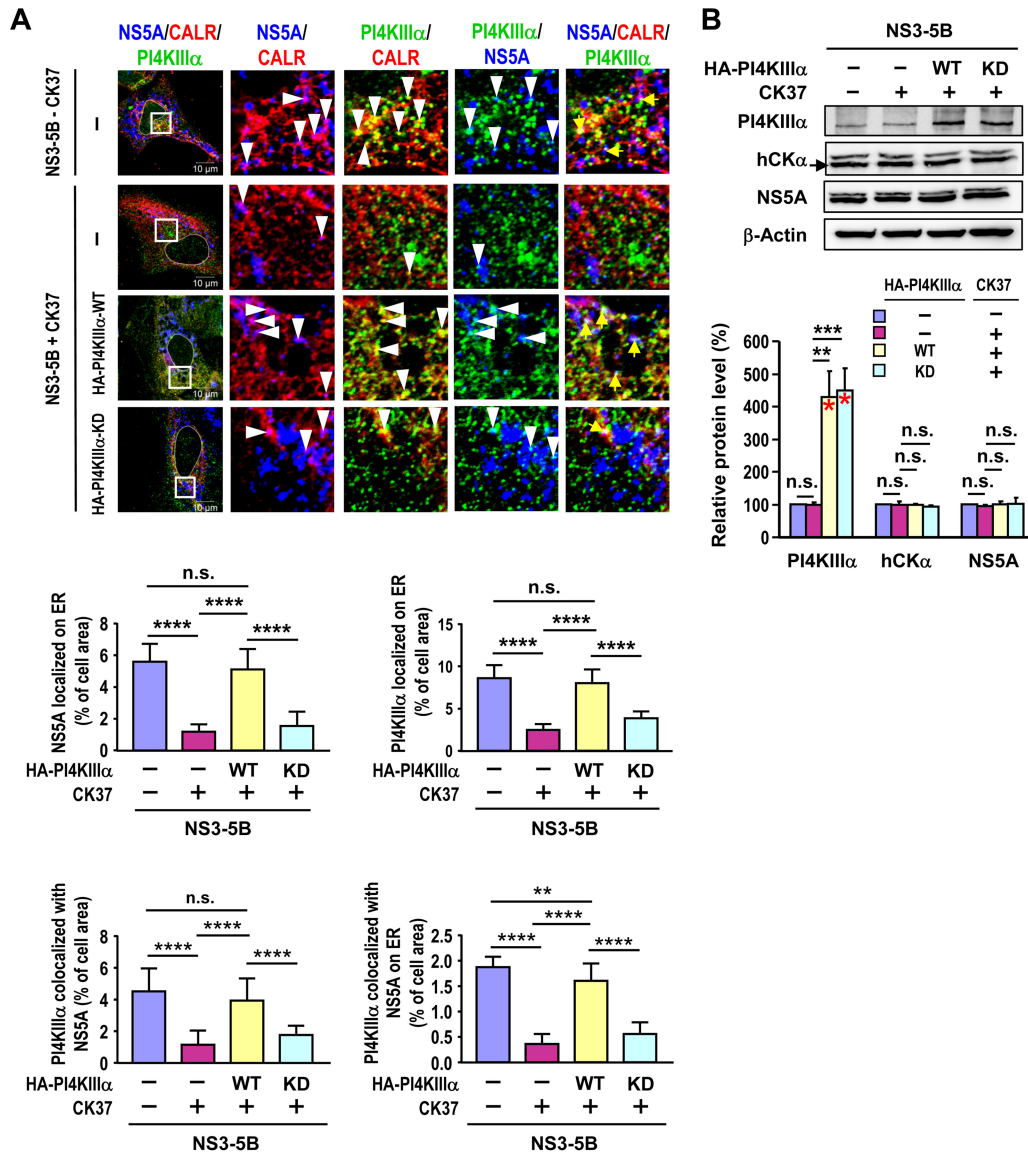 A
NS5A/CALR/
PI4KIIIα
NS5A/
CALR
PI4KIIIα/
CALR
PI4KIIIα/
NS5A
NS5A/CALR/
PI4KIIIα
NS3-5B - CK37
I
10 µm
NS3-5B + CK37
I
10 µm
HA-PI4KIIIα-WT
10 µm
HA-PI4KIIIα-KD
10 µm
B
NS3-5B
HA-PI4KIIIα – – WT KD
CK37 – + + +
PI4KIIIα
hCKα
NS5A
β-Actin
HA-PI4KIIIα CK37
– –
– +
WT +
KD +
Relative protein level (%)
600
500
400
300
200
100
0
***
**
* *
n.s.
n.s.
n.s.
n.s.
n.s.
n.s.
n.s.
PI4KIIIα hCKα NS5A
NS5A localized on ER
(% of cell area)
8
6
4
2
0
n.s.
**** **** ****
HA-PI4KIIIα – – WT KD
CK37 – + + +
NS3-5B
PI4KIIIα localized on ER
(% of cell area)
15
10
5
0
n.s.
**** **** ****
HA-PI4KIIIα – – WT KD
CK37 – + + +
NS3-5B
PI4KIIIα colocalized with
NS5A (% of cell area)
8
6
4
2
0
n.s.
**** **** ****
HA-PI4KIIIα – – WT KD
CK37 – + + +
NS3-5B
PI4KIIIα colocalized with
NS5A on ER
(% of cell area)
2.5
2.0
1.5
1.0
0.5
0.0
**
**** **** ****
HA-PI4KIIIα – – WT KD
CK37 – + + +
NS3-5B